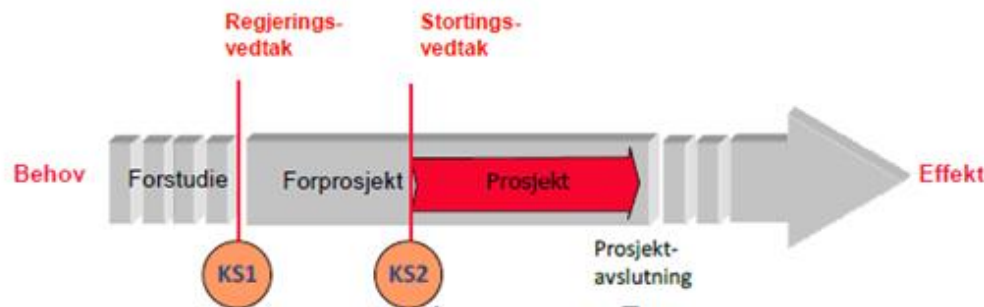 Regjerings-
vedtak
Stortings-
vedtak
Behov
Forstudie
Forprosjekt
Prosjekt
Effekt
KS1
KS2
Prosjekt-
avslutning